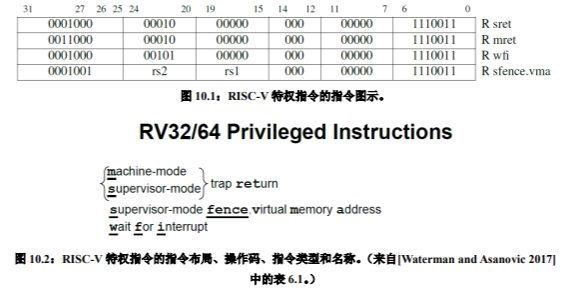 31 27 26 25 24 20 19 15 14 12 11 7 6 0
0001000 00010 00000 000 00000 1110011 R sret
0011000 00010 00000 000 00000 1110011 R mret
0001000 00101 00000 000 00000 1110011 R wfi
0001001 rs2 rs1 000 00000 1110011 R sfence.vma
图 10.1：RISC-V 特权指令的指令图示。
RV32/64 Privileged Instructions
machine-mode
supervisor-mode
trap return
supervisor-mode fence.virtual memory address
wait for interrupt
图 10.2：RISC-V 特权指令的指令布局、操作码、指令类型和名称。（来自[Waterman and Asanovic 2017]
中的表 6.1。）